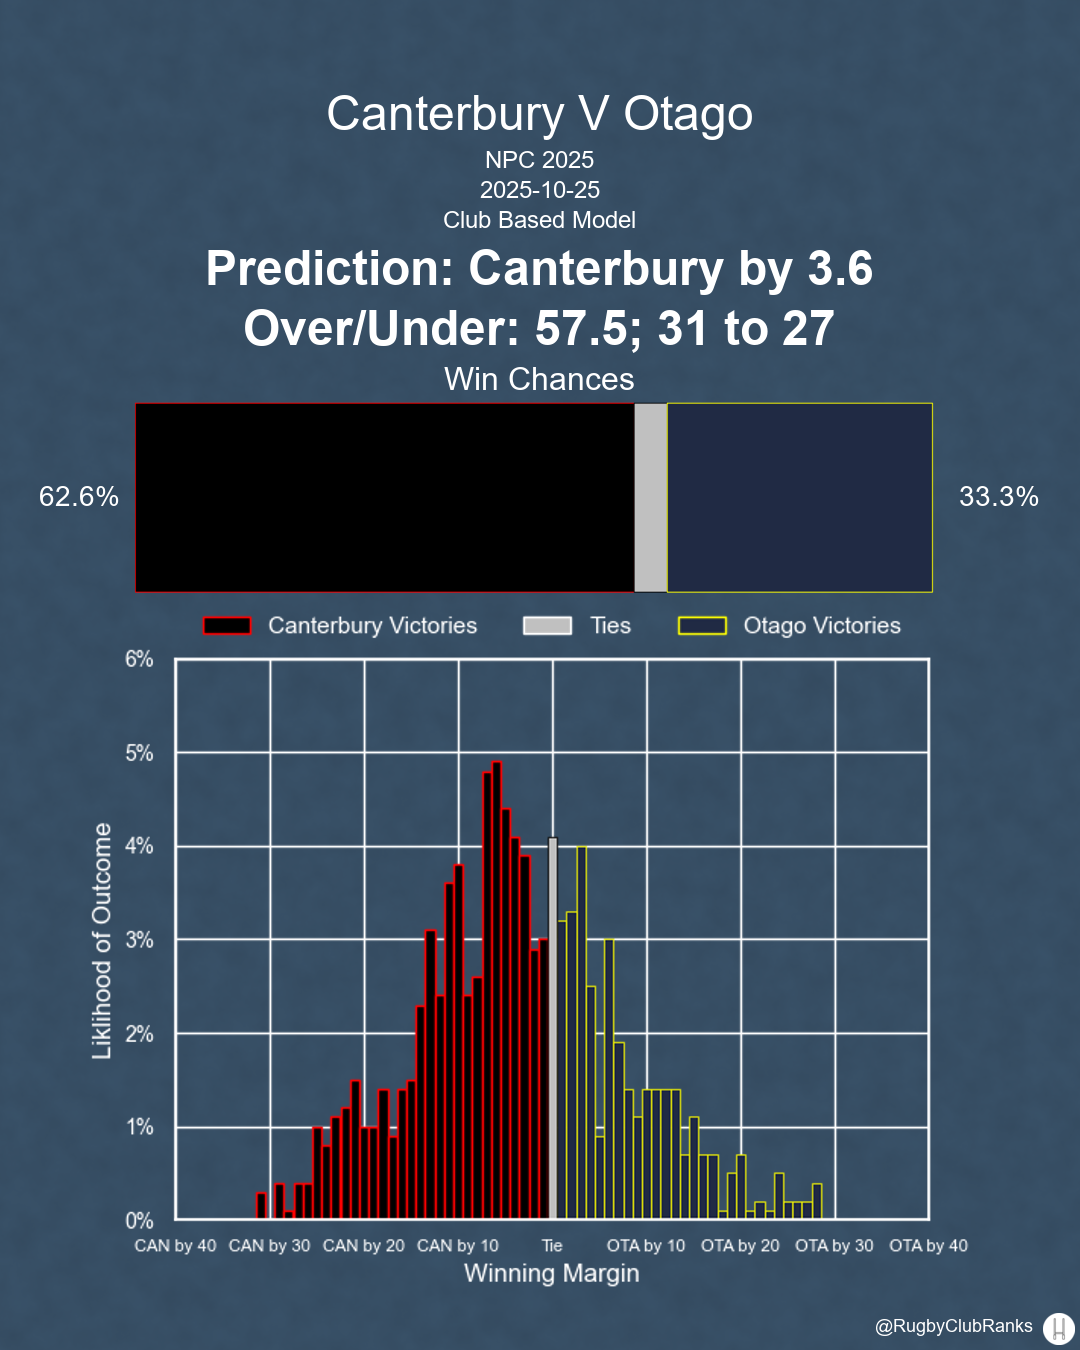 Canterbury V Otago
NPC 2025
2025-10-25
Club Based Model
Prediction: Canterbury by 3.6
Over/Under: 57.5; 31 to 27
Win Chances
62.6%
33.3%
Canterbury Victories
Ties
Otago Victories
6%
5%
4%
3%
2%
1%
0%
Liklihood of Outcome
CAN by 40 CAN by 30 CAN by 20 CAN by 10 Tie OTA by 10 OTA by 20 OTA by 30 OTA by 40
Winning Margin
@RugbyClubRanks